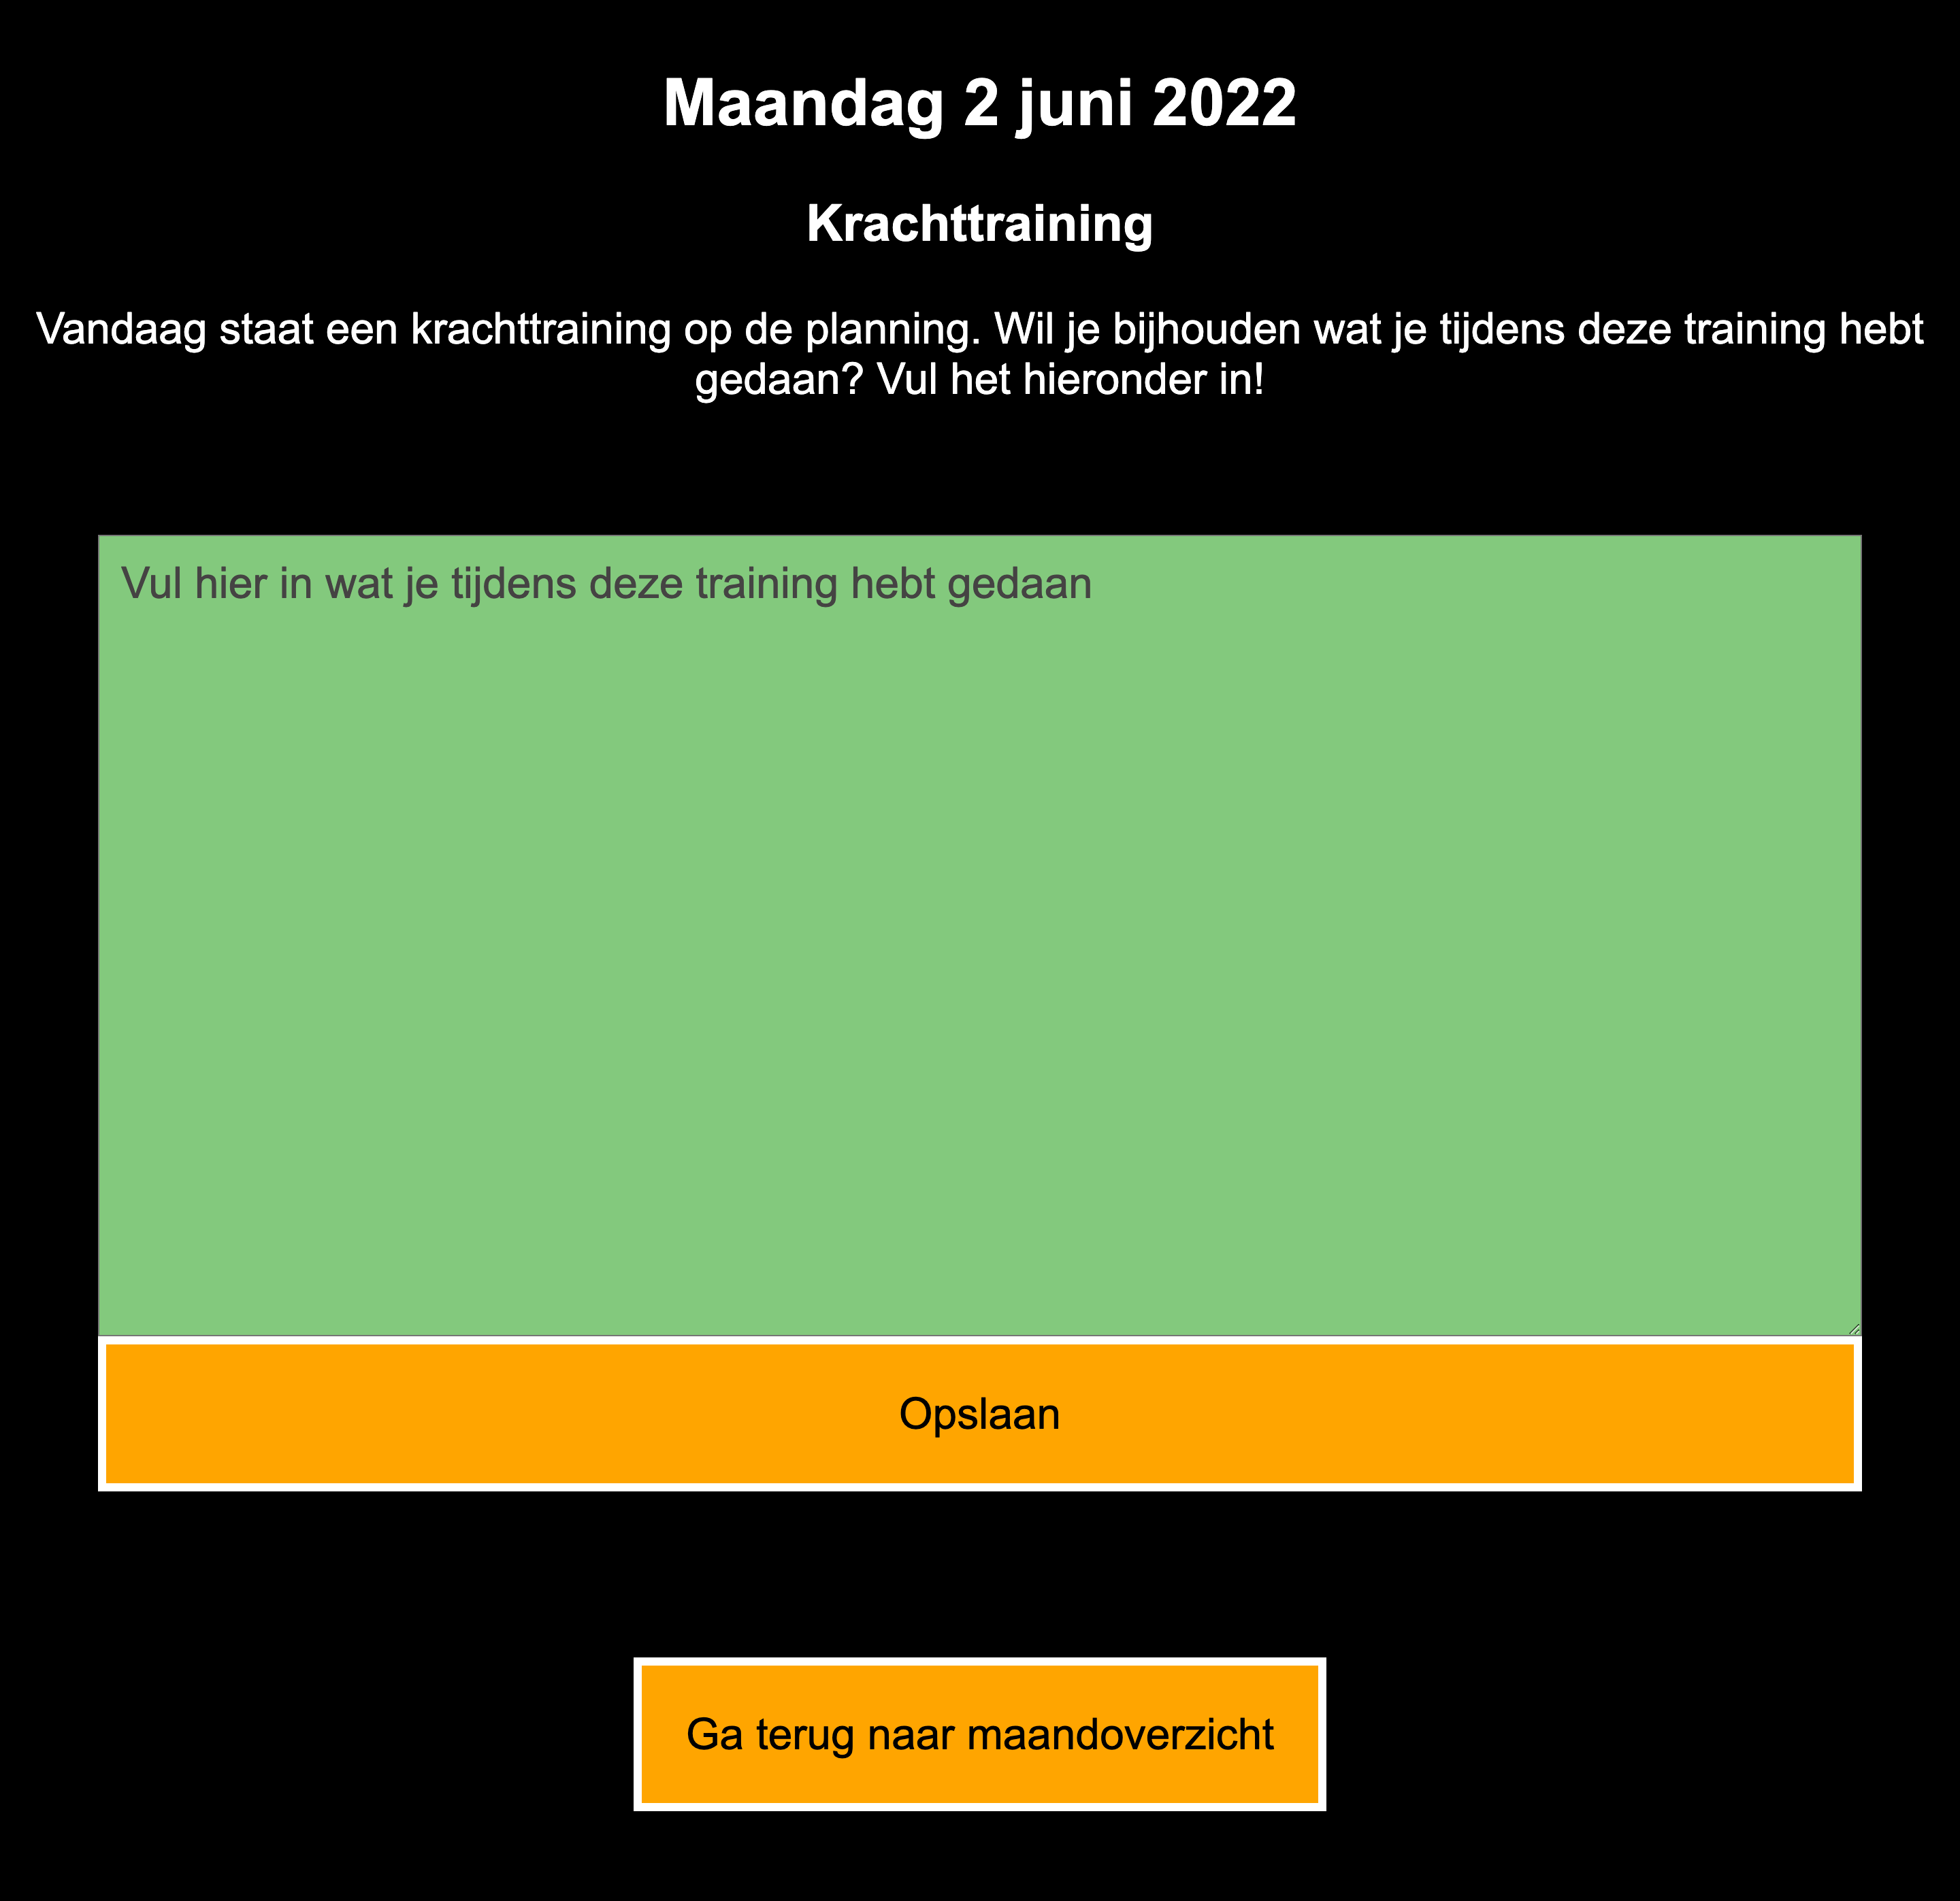 Maandag 2 juni 2022
Krachttraining
Vandaag staat een krachttraining op de planning. Wil je bijhouden wat je tijdens deze training hebt
gedaan? Vul het hieronder in!
Vul hier in wat je tijdens deze training hebt gedaan
Opslaan
Ga terug naar maandoverzicht